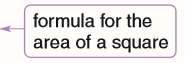 formula for the
area of a square